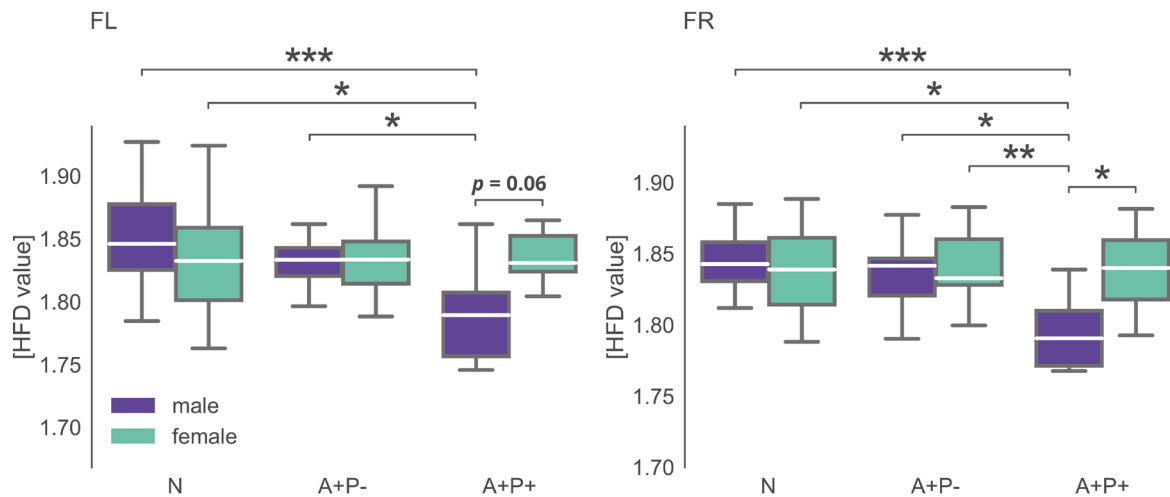 FL
***
*
*
p = 0.06
[HFD value]
1.90
1.85
1.80
1.75
1.70
male
female
N
A+P-
A+P+
FR
***
*
*
**
*
[HFD value]
1.90
1.85
1.80
1.75
1.70
N
A+P-
A+P+